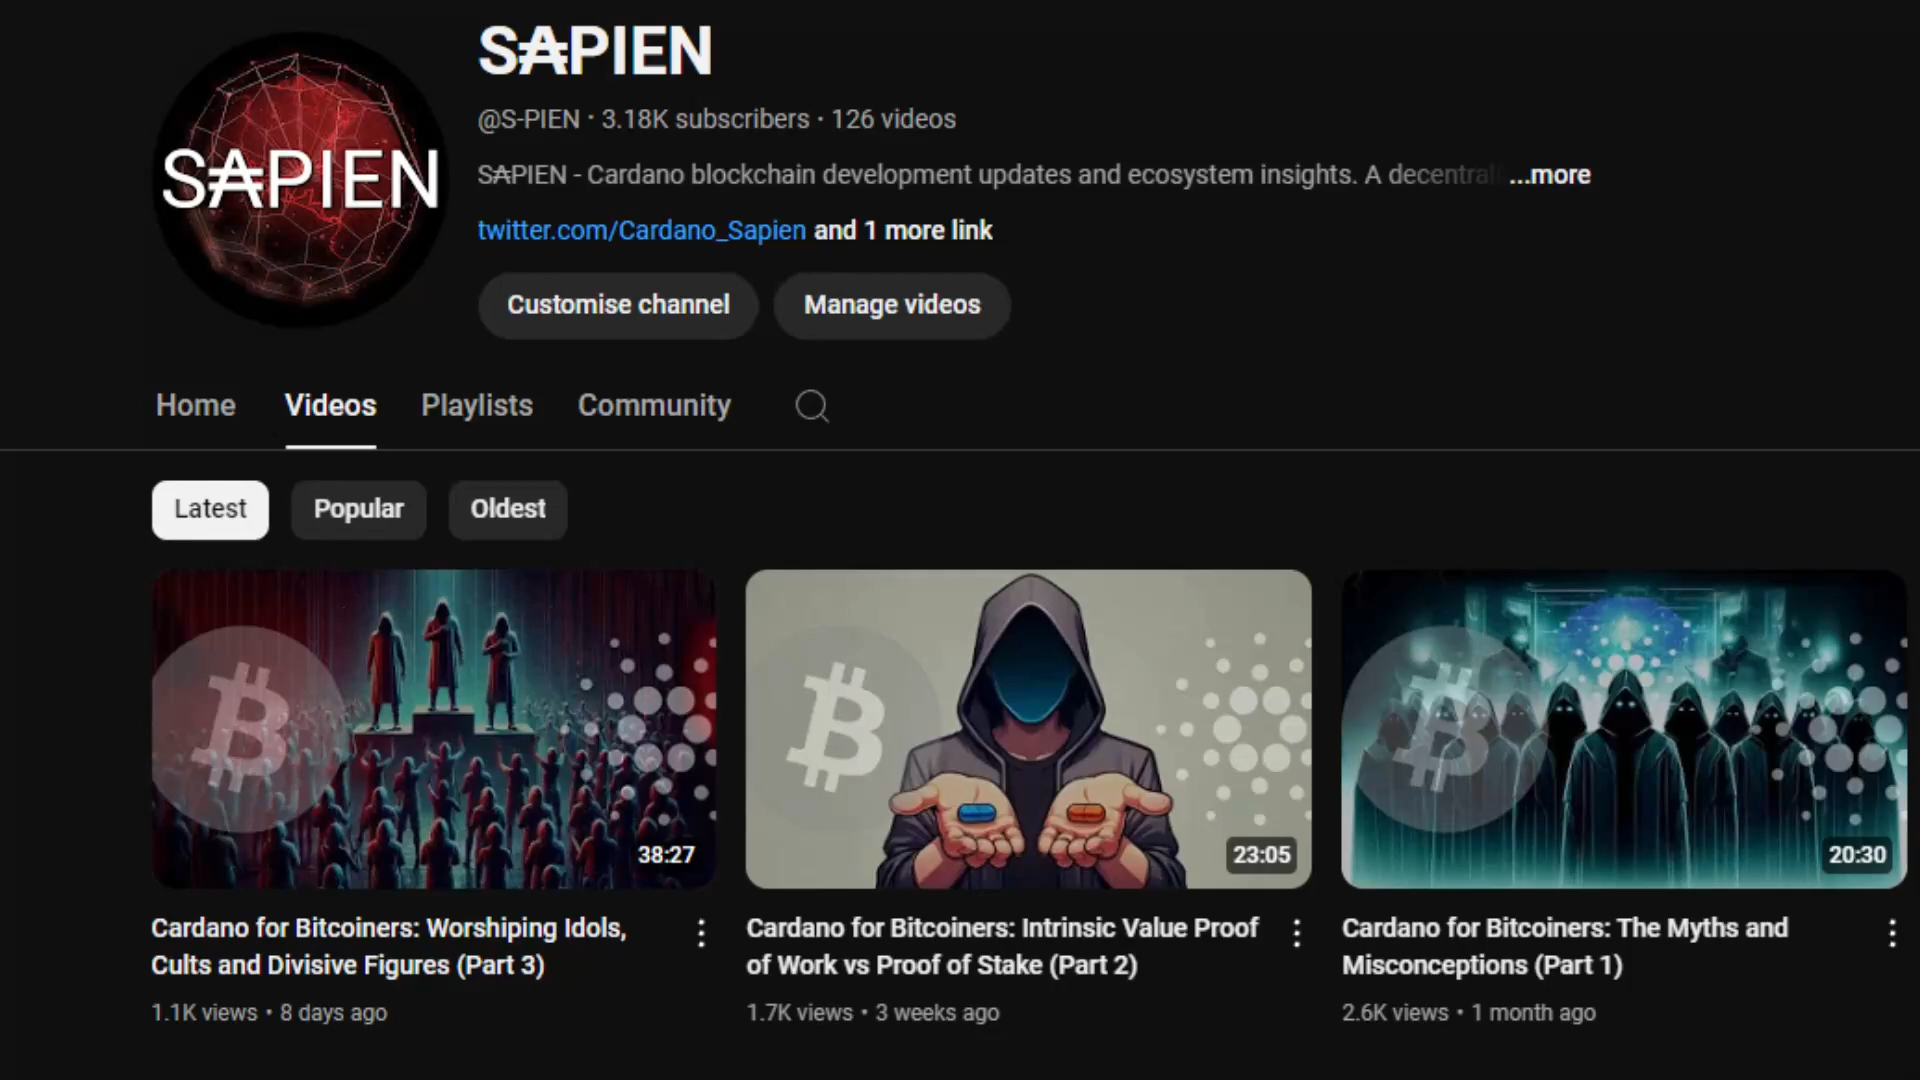 S₳PIEN
S₳PIEN
@S-PIEN · 3.18K subscribers · 126 videos
S₳PIEN - Cardano blockchain development updates and ecosystem insights. A decentral ...more
twitter.com/Cardano_Sapien and 1 more link
Customise channel Manage videos
Home Videos Playlists Community
Latest Popular Oldest
38:27
23:05
20:30
Cardano for Bitcoiners: Worshiping Idols,
Cults and Divisive Figures (Part 3)
1.1K views · 8 days ago
Cardano for Bitcoiners: Intrinsic Value Proof
of Work vs Proof of Stake (Part 2)
1.7K views · 3 weeks ago
Cardano for Bitcoiners: The Myths and
Misconceptions (Part 1)
2.6K views · 1 month ago